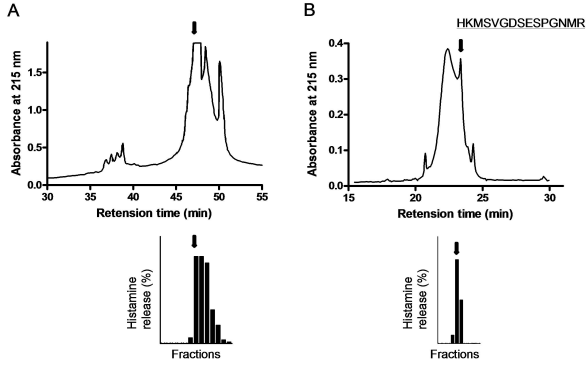 A
B
HKMSVGDSESPGNMR
Absorbance at 215 nm
1.5
1.0
0.5
0.0
30 35 40 45 50 55
Retension time (min)
Absorbance at 215 nm
0.4
0.3
0.2
0.1
0.0
15 20 25 30
Retension time (min)
Histamine
release (%)
Fractions
Histamine
release (%)
Fractions